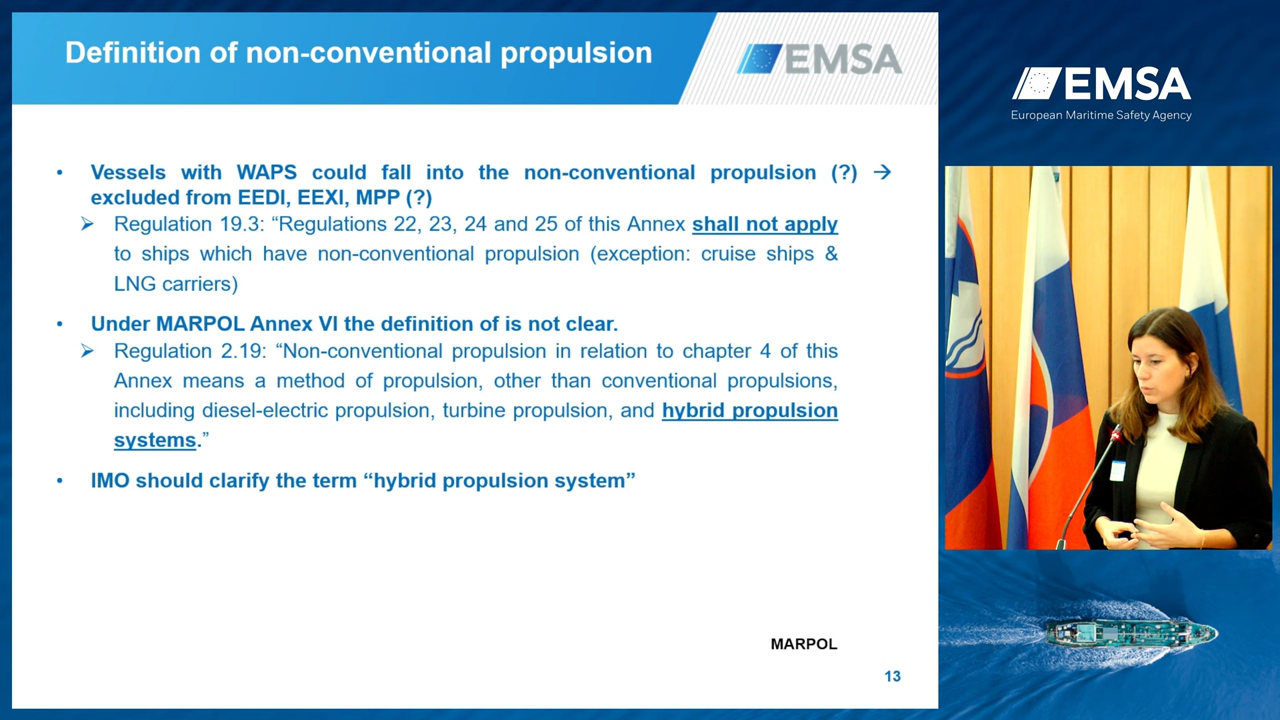 Definition of non-conventional propulsion
EMSA
EMSA
European Maritime Safety Agency
• Vessels with WAPS could fall into the non-conventional propulsion (?) →
excluded from EEDI, EEXI, MPP (?)
➢ Regulation 19.3: “Regulations 22, 23, 24 and 25 of this Annex shall not apply
to ships which have non-conventional propulsion (exception: cruise ships &
LNG carriers)
• Under MARPOL Annex VI the definition of is not clear.
➢ Regulation 2.19: “Non-conventional propulsion in relation to chapter 4 of this
Annex means a method of propulsion, other than conventional propulsions,
including diesel-electric propulsion, turbine propulsion, and hybrid propulsion
systems.”
• IMO should clarify the term “hybrid propulsion system”
MARPOL
13